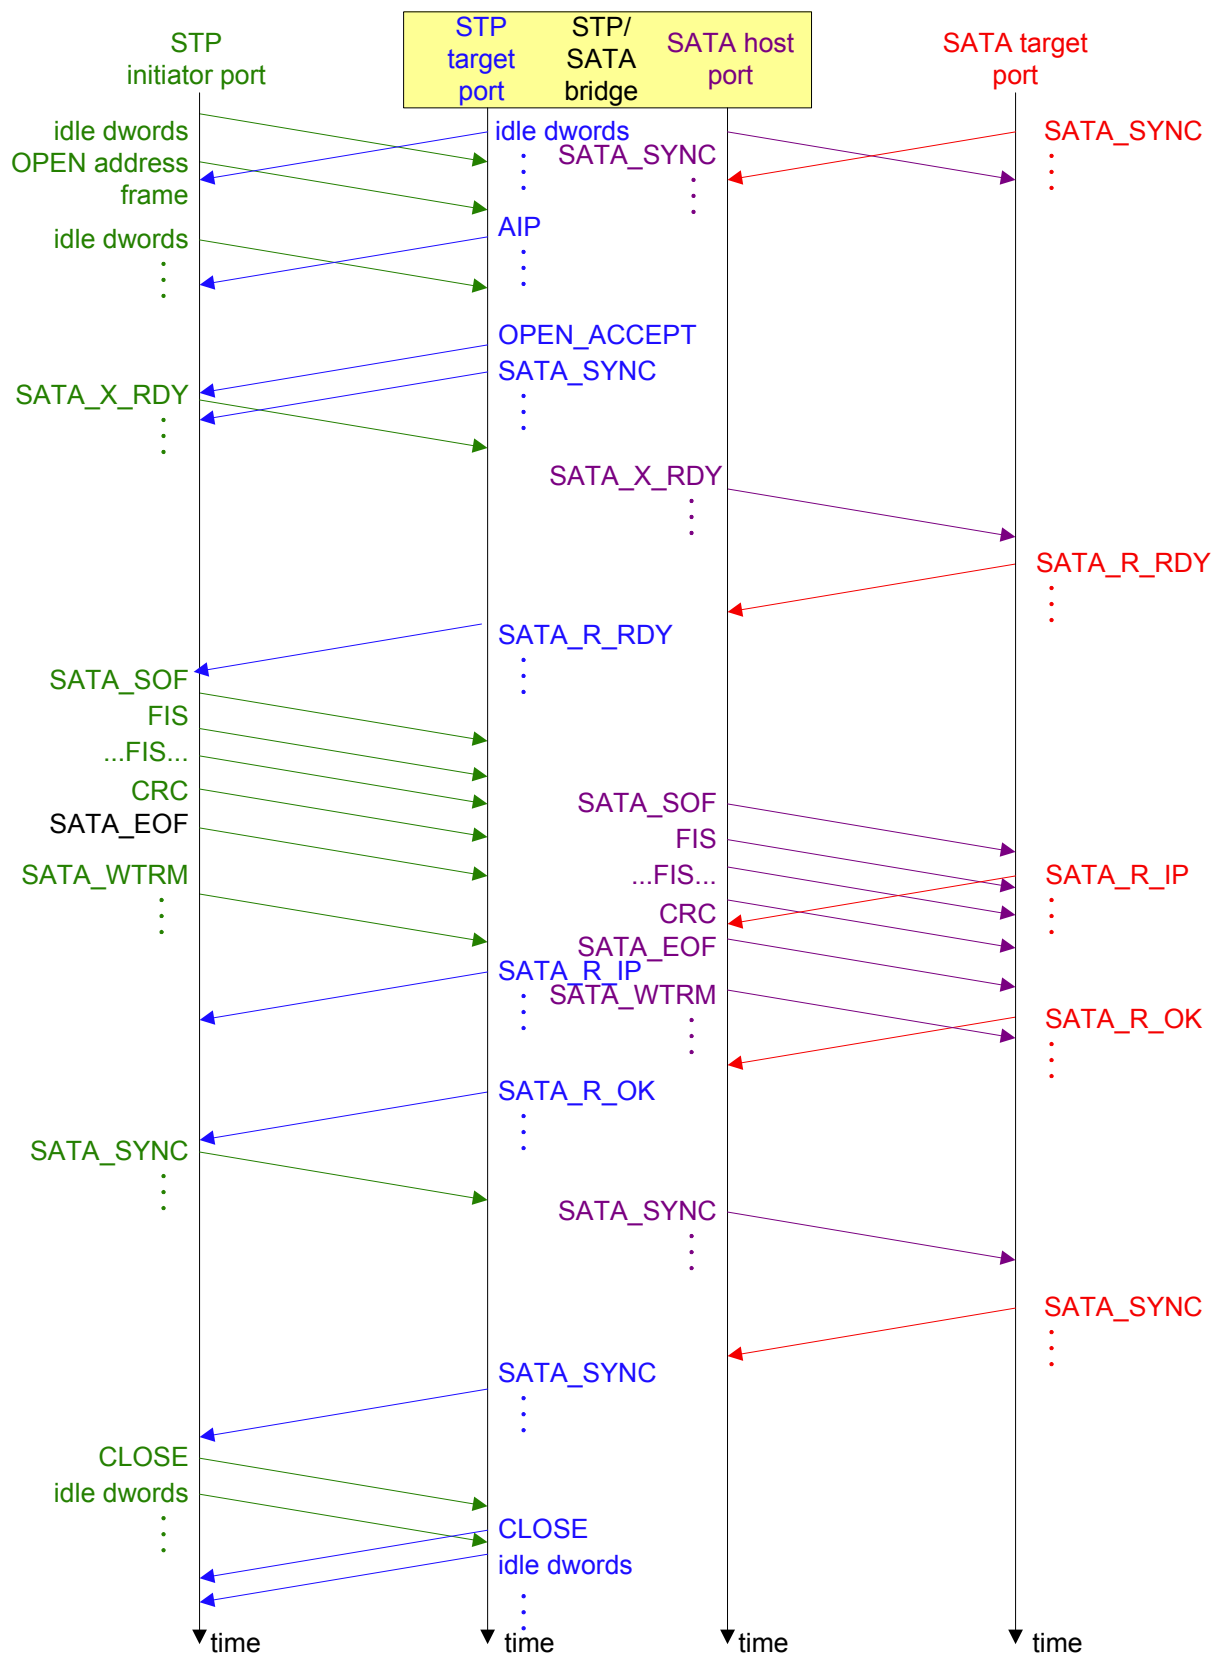 STP
initiator port
STP
target
port
STP/
SATA
bridge
SATA host
port
SATA target
port
idle dwords
idle dwords
SATA_SYNC
SATA_SYNC
OPEN address
frame
AIP
idle dwords
OPEN_ACCEPT
SATA_SYNC
SATA_X_RDY
SATA_X_RDY
SATA_R_RDY
SATA_R_RDY
SATA_SOF
FIS
...FIS...
CRC
SATA_SOF
SATA_EOF
FIS
SATA_WTRM
...FIS...
SATA_R_IP
CRC
SATA_EOF
SATA_R_IP
SATA_WTRM
SATA_R_OK
SATA_R_OK
SATA_SYNC
SATA_SYNC
SATA_SYNC
SATA_SYNC
CLOSE
idle dwords
CLOSE
idle dwords
time
time
time
time